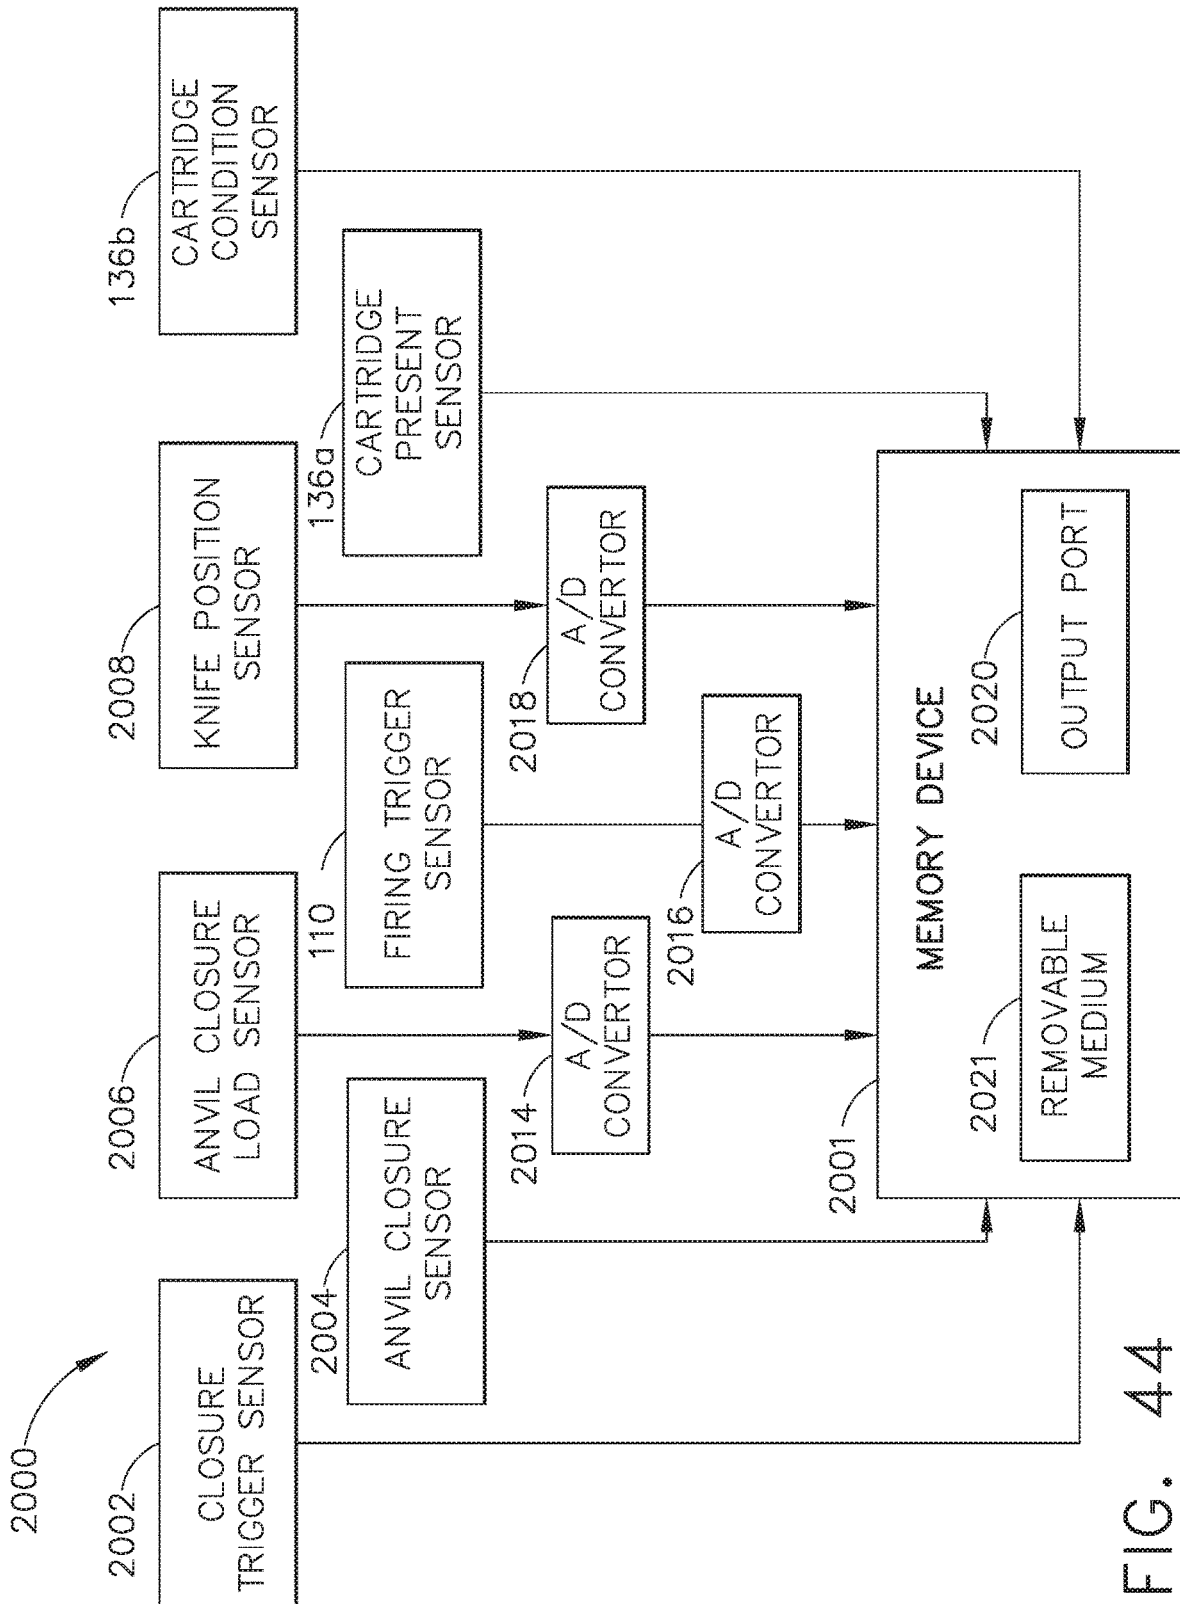 2000
2002
CLOSURE
TRIGGER SENSOR
2006
ANVIL CLOSURE
LOAD SENSOR
2008
KNIFE POSITION
SENSOR
136b
CARTRIDGE
CONDITION
SENSOR
2004
ANVIL CLOSURE
SENSOR
110
FIRING TRIGGER
SENSOR
136a
CARTRIDGE
PRESENT
SENSOR
2014
A/D
CONVERTOR
2018
A/D
CONVERTOR
2016
A/D
CONVERTOR
2001
MEMORY DEVICE
2021
REMOVABLE
MEDIUM
2020
OUTPUT PORT
FIG. 44